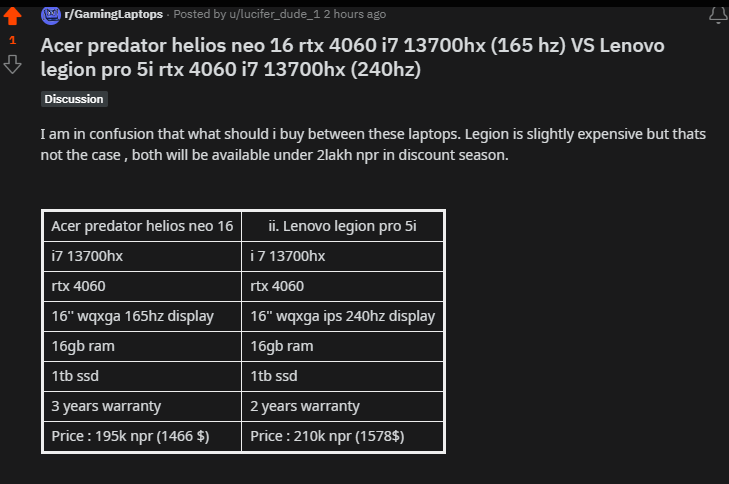 r/GamingLaptops · Posted by u/lucifer_dude_1 2 hours ago
1
Acer predator helios neo 16 rtx 4060 i7 13700hx (165 hz) VS Lenovo
legion pro 5i rtx 4060 i7 13700hx (240hz)
Discussion
I am in confusion that what should i buy between these laptops. Legion is slightly expensive but thats
not the case , both will be available under 2lakh npr in discount season.
Acer predator helios neo 16 ii. Lenovo legion pro 5i
i7 13700hx i 7 13700hx
rtx 4060 rtx 4060
16'' wqxga 165hz display 16'' wqxga ips 240hz display
16gb ram 16gb ram
1tb ssd 1tb ssd
3 years warranty 2 years warranty
Price : 195k npr (1466 $) Price : 210k npr (1578$)